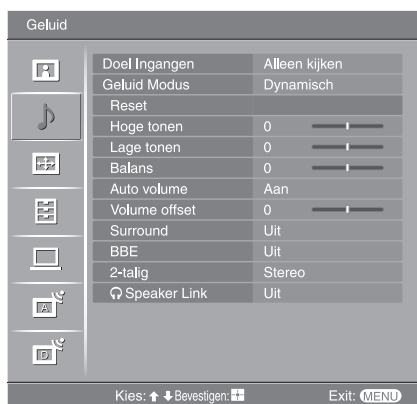 Geluid
Doel Ingangen Alleen kijken
Geluid Modus Dynamisch
Reset
Hoge tonen 0
Lage tonen 0
Balans 0
Auto volume Aan
Volume offset 0
Surround Uit
BBE Uit
2-talig Stereo
Speaker Link Uit
A
D
Kies: Bevestigen: Exit: MENU